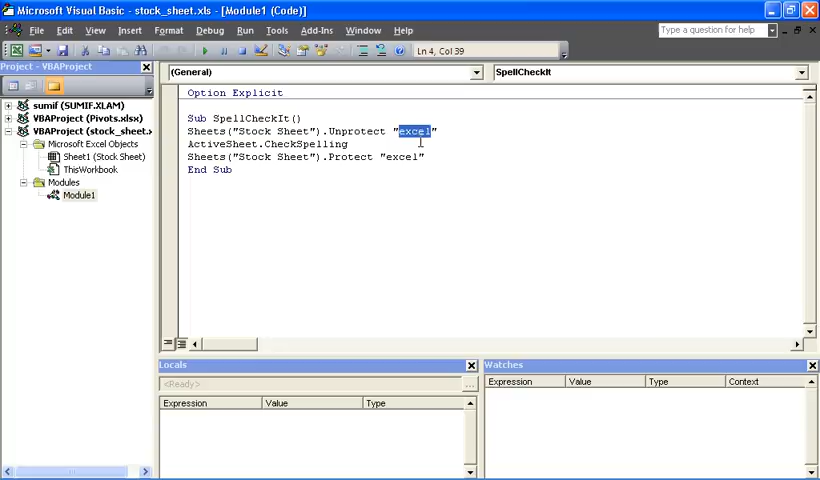 Microsoft Visual Basic - stock_sheet.xls - [Module1 (Code)]
File Edit View Insert Format Debug Run Tools Add-Ins Window Help
Type a question for help
Ln 4, Col 39
Project - VBAProject
(General)
SpellCheckIt
sumif (SUMIF.XLAM)
VBAProject (Pivots.xlsx)
VBAProject (stock_sheet.x
Microsoft Excel Objects
Sheet1 (Stock Sheet)
ThisWorkbook
Modules
Module1
Option Explicit
Sub SpellCheckIt()
Sheets("Stock Sheet").Unprotect "excel"
ActiveSheet.CheckSpelling
Sheets("Stock Sheet").Protect "excel"
End Sub
Locals
<Ready>
...
Expression Value Type
Watches
Expression Value Type Context